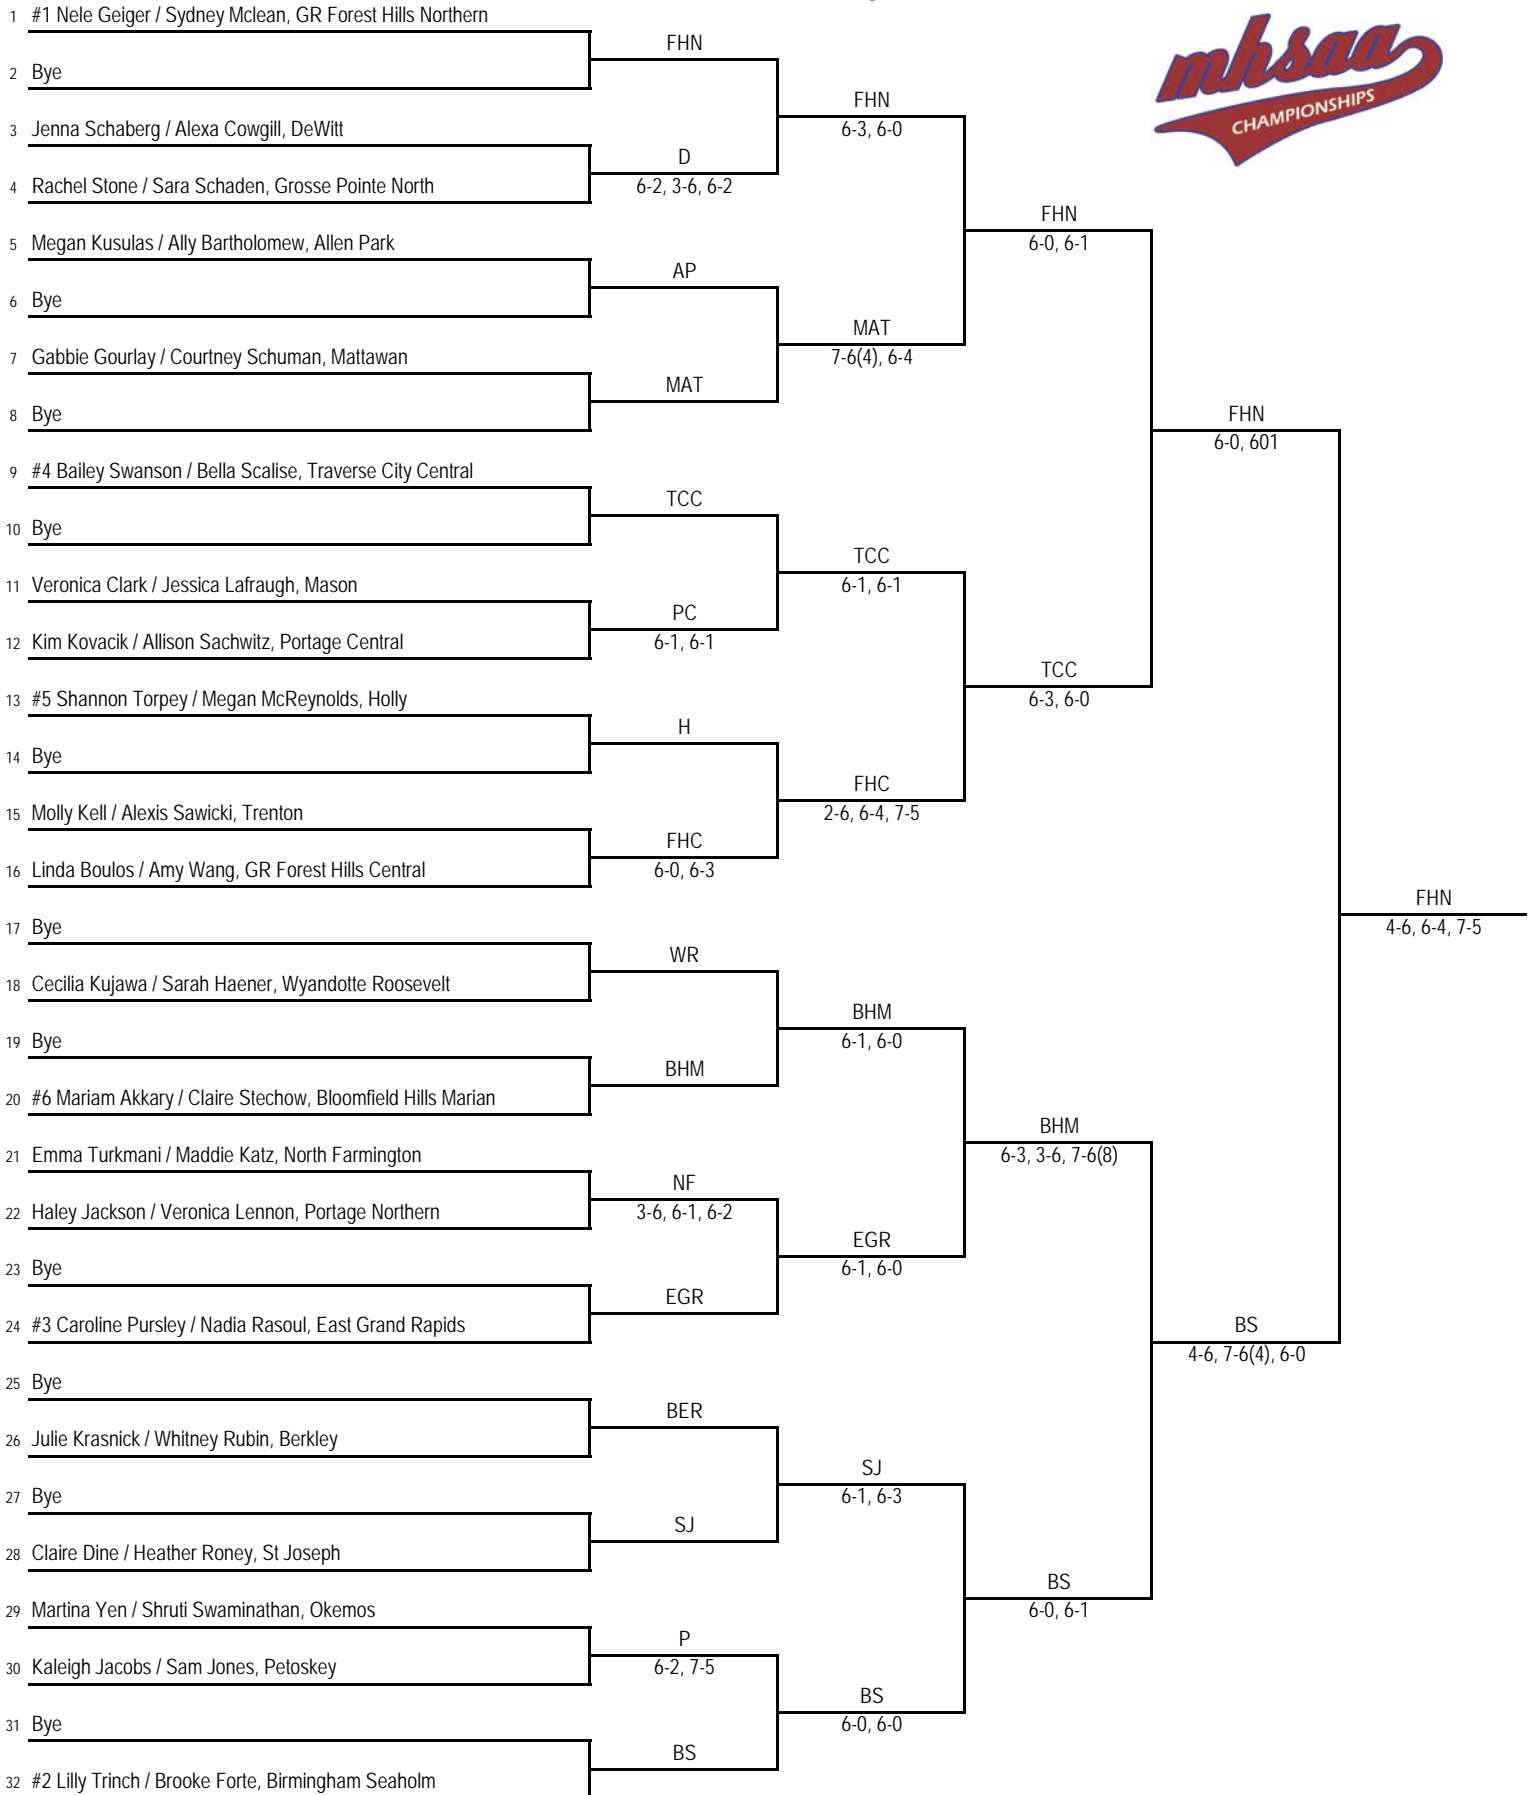 1 #1 Nele Geiger / Sydney Mclean, GR Forest Hills Northern
FHN
2 Bye
mhsaa
CHAMPIONSHIPS
FHN
6-3, 6-0
3 Jenna Schaberg / Alexa Cowgill, DeWitt
D
6-2, 3-6, 6-2
4 Rachel Stone / Sara Schaden, Grosse Pointe North
FHN
6-0, 6-1
5 Megan Kusulas / Ally Bartholomew, Allen Park
AP
6 Bye
MAT
7-6(4), 6-4
7 Gabbie Gourlay / Courtney Schuman, Mattawan
MAT
8 Bye
FHN
6-0, 601
9 #4 Bailey Swanson / Bella Scalise, Traverse City Central
TCC
10 Bye
TCC
6-1, 6-1
11 Veronica Clark / Jessica Lafraugh, Mason
PC
6-1, 6-1
12 Kim Kovacik / Allison Sachwitz, Portage Central
TCC
6-3, 6-0
13 #5 Shannon Torpey / Megan McReynolds, Holly
H
14 Bye
FHC
2-6, 6-4, 7-5
15 Molly Kell / Alexis Sawicki, Trenton
FHC
6-0, 6-3
16 Linda Boulos / Amy Wang, GR Forest Hills Central
FHN
4-6, 6-4, 7-5
17 Bye
WR
18 Cecilia Kujawa / Sarah Haener, Wyandotte Roosevelt
BHM
6-1, 6-0
19 Bye
BHM
20 #6 Mariam Akkary / Claire Stechow, Bloomfield Hills Marian
BHM
6-3, 3-6, 7-6(8)
21 Emma Turkmani / Maddie Katz, North Farmington
NF
3-6, 6-1, 6-2
22 Haley Jackson / Veronica Lennon, Portage Northern
EGR
6-1, 6-0
23 Bye
EGR
24 #3 Caroline Pursley / Nadia Rasoul, East Grand Rapids
BS
4-6, 7-6(4), 6-0
25 Bye
BER
26 Julie Krasnick / Whitney Rubin, Berkley
SJ
6-1, 6-3
27 Bye
SJ
28 Claire Dine / Heather Roney, St Joseph
BS
6-0, 6-1
29 Martina Yen / Shruti Swaminathan, Okemos
P
6-2, 7-5
30 Kaleigh Jacobs / Sam Jones, Petoskey
BS
6-0, 6-0
31 Bye
BS
32 #2 Lilly Trinch / Brooke Forte, Birmingham Seaholm